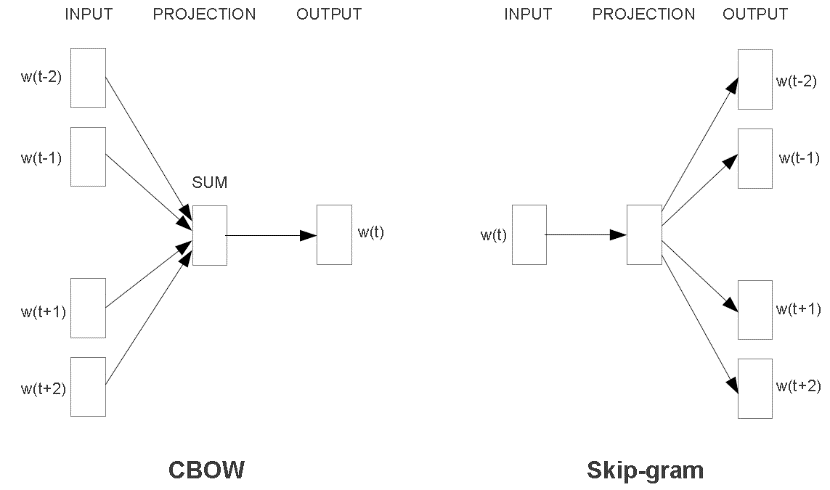 INPUT PROJECTION OUTPUT
w(t-2)
w(t-1)
SUM
w(t)
w(t+1)
w(t+2)
CBOW
INPUT PROJECTION OUTPUT
w(t-2)
w(t-1)
w(t)
w(t+1)
w(t+2)
Skip-gram